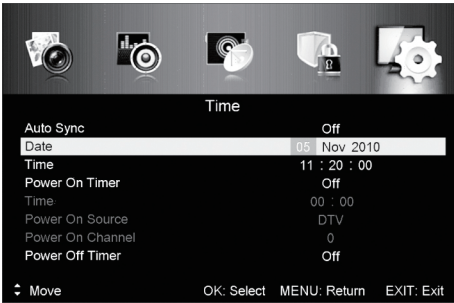 Time
Auto Sync Off
Date 05 Nov 2010
Time 11 : 20 : 00
Power On Timer Off
Time 00 : 00
Power On Source DTV
Power On Channel 0
Power Off Timer Off
Move OK: Select MENU: Return EXIT: Exit